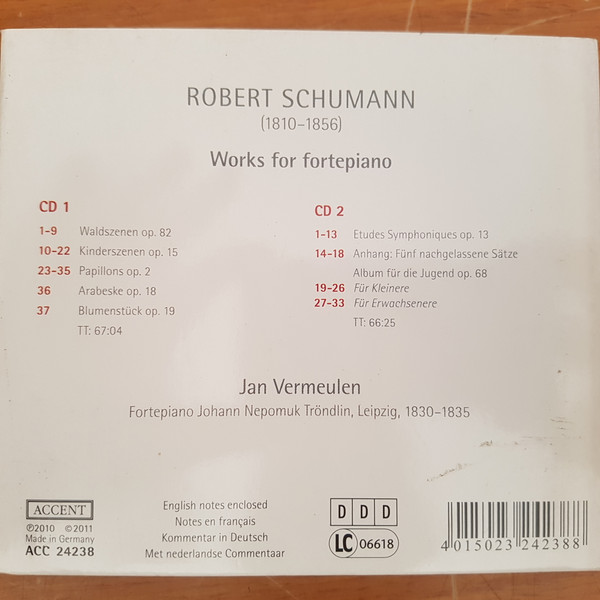 ROBERT SCHUMANN
(1810–1856)
Works for fortepiano
CD 1
1-9 Waldszenen op. 82
10-22 Kinderszenen op. 15
23-35 Papillons op. 2
36 Arabeske op. 18
37 Blumenstück op. 19
TT: 67:04
CD 2
1-13 Etudes Symphoniques op. 13
14-18 Anhang: Fünf nachgelassene Sätze
Album für die Jugend op. 68
19-26 Für Kleinere
27-33 Für Erwachsenere
TT: 66:25
Jan Vermeulen
Fortepiano Johann Nepomuk Tröndlin, Leipzig, 1830–1835
ACCENT
℗2010 ©2011
Made in Germany
ACC 24238
English notes enclosed
Notes en français
Kommentar in Deutsch
Met nederlandse Commentaar
D D D
LC 06618
4 015023 242388